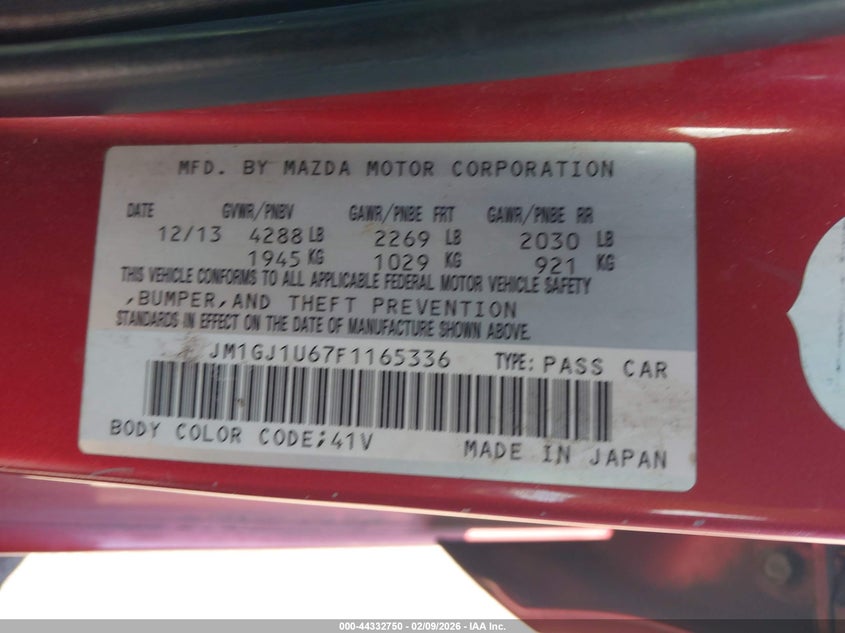 MFD. BY MAZDA MOTOR CORPORATION
DATE GVWR/PNBV GAWR/PNBE FRT GAWR/PNBE RR
12/13 4288 LB 2269 LB 2030 LB
1945 KG 1029 KG 921 KG
THIS VEHICLE CONFORMS TO ALL APPLICABLE FEDERAL MOTOR VEHICLE SAFETY
,BUMPER,AND THEFT PREVENTION
STANDARDS IN EFFECT ON THE DATE OF MANUFACTURE SHOWN ABOVE.
JM1GJ1U67F1165336 TYPE: PASS CAR
BODY COLOR CODE;41V MADE IN JAPAN
000-44332750 - 02/09/2026 - IAA Inc.